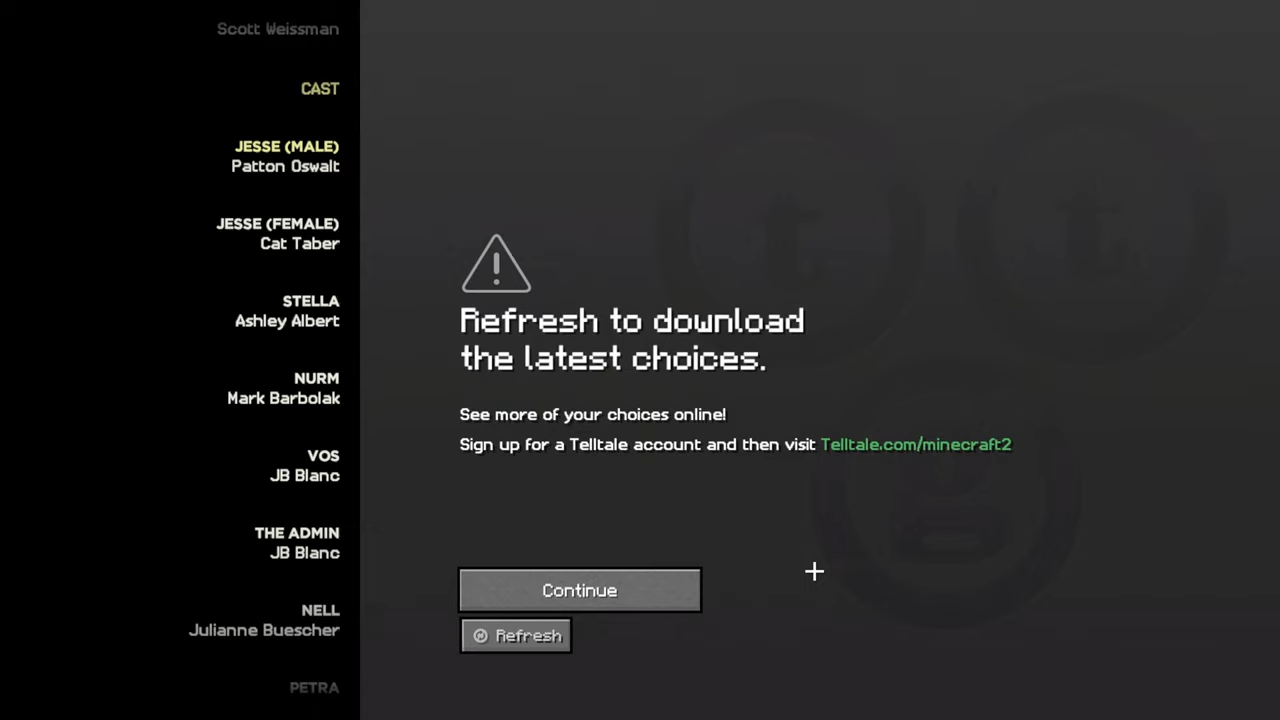 Scott Weissman
CAST
JESSE (MALE)
Patton Oswalt
JESSE (FEMALE)
Cat Taber
STELLA
Ashley Albert
NURM
Mark Barbolak
VOS
JB Blanc
THE ADMIN
JB Blanc
NELL
Julianne Buescher
PETRA
Refresh to download
the latest choices.
See more of your choices online!
Sign up for a Telltale account and then visit Telltale.com/minecraft2
Continue
Refresh
t
t
g